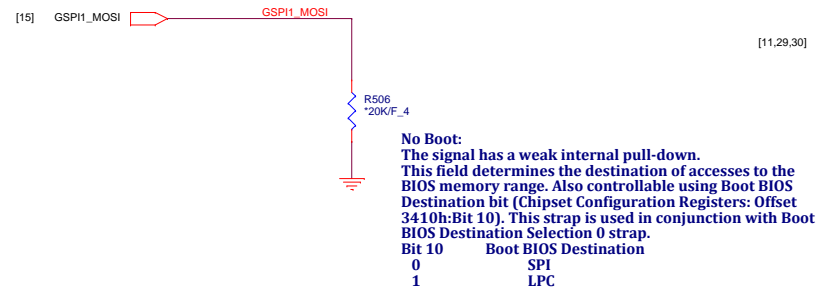 [15] GSPI1_MOSI GSPI1_MOSI
[11,29,30]
R506
*20K/F_4
No Boot:
The signal has a weak internal pull-down.
This field determines the destination of accesses to the
BIOS memory range. Also controllable using Boot BIOS
Destination bit (Chipset Configuration Registers: Offset
3410h:Bit 10). This strap is used in conjunction with Boot
BIOS Destination Selection 0 strap.
Bit 10 Boot BIOS Destination
0 SPI
1 LPC